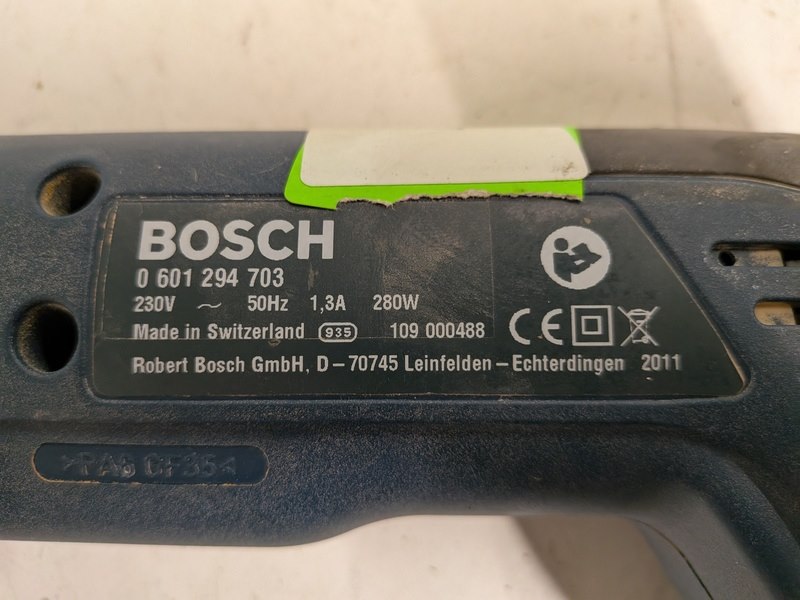 BOSCH
0 601 294 703
230V ~ 50Hz 1,3A 280W
Made in Switzerland 935 109 000488
CE
Robert Bosch GmbH, D – 70745 Leinfelden – Echterdingen 2011
>PA6 GF35<